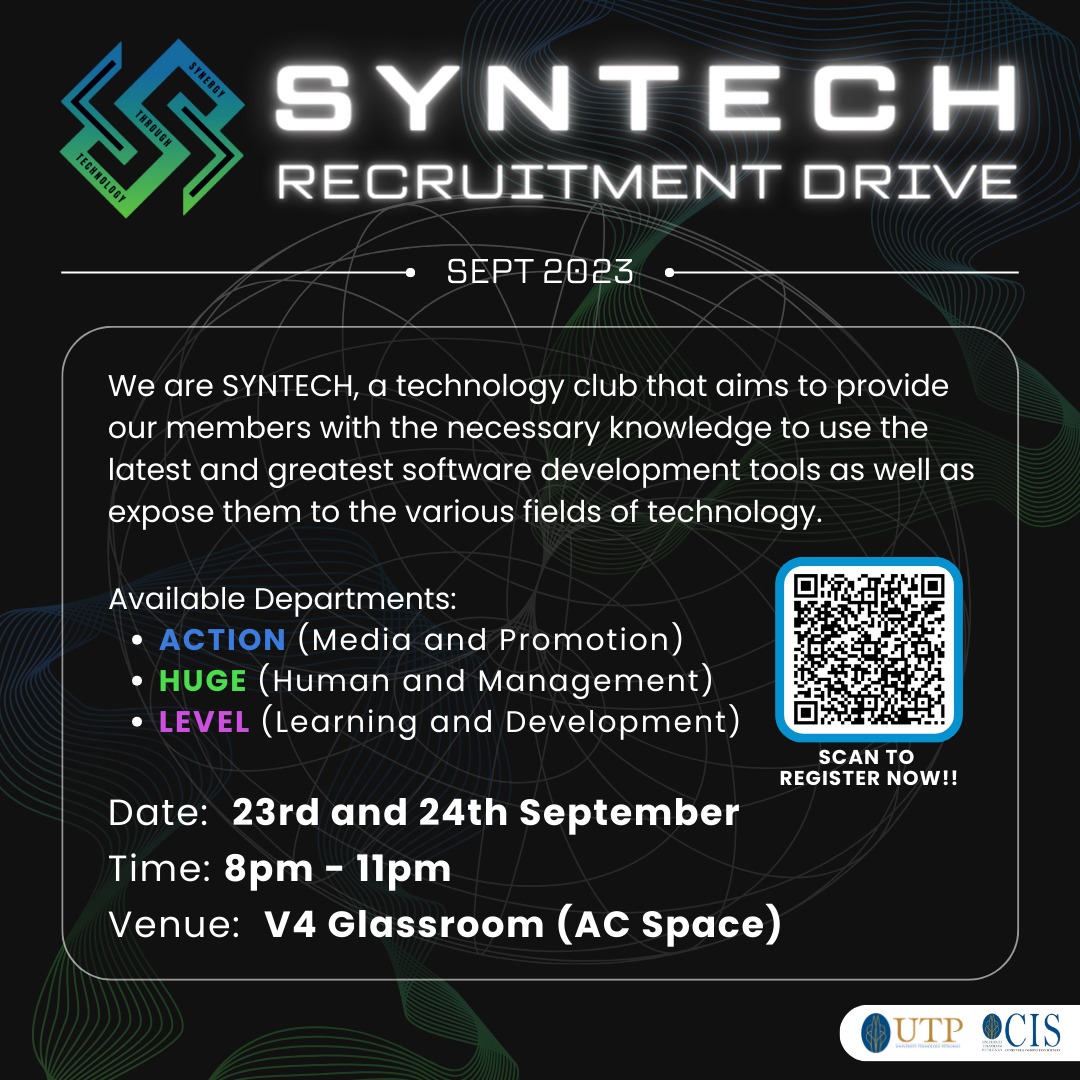 SYNERGY
THROUGH
TECHNOLOGY
SYNTECH
RECRUITMENT DRIVE
SEPT 2023
We are SYNTECH, a technology club that aims to provide
our members with the necessary knowledge to use the
latest and greatest software development tools as well as
expose them to the various fields of technology.
Available Departments:
• ACTION (Media and Promotion)
• HUGE (Human and Management)
• LEVEL (Learning and Development)
SCAN TO
REGISTER NOW!!
Date: 23rd and 24th September
Time: 8pm - 11pm
Venue: V4 Glassroom (AC Space)
UTP
CIS